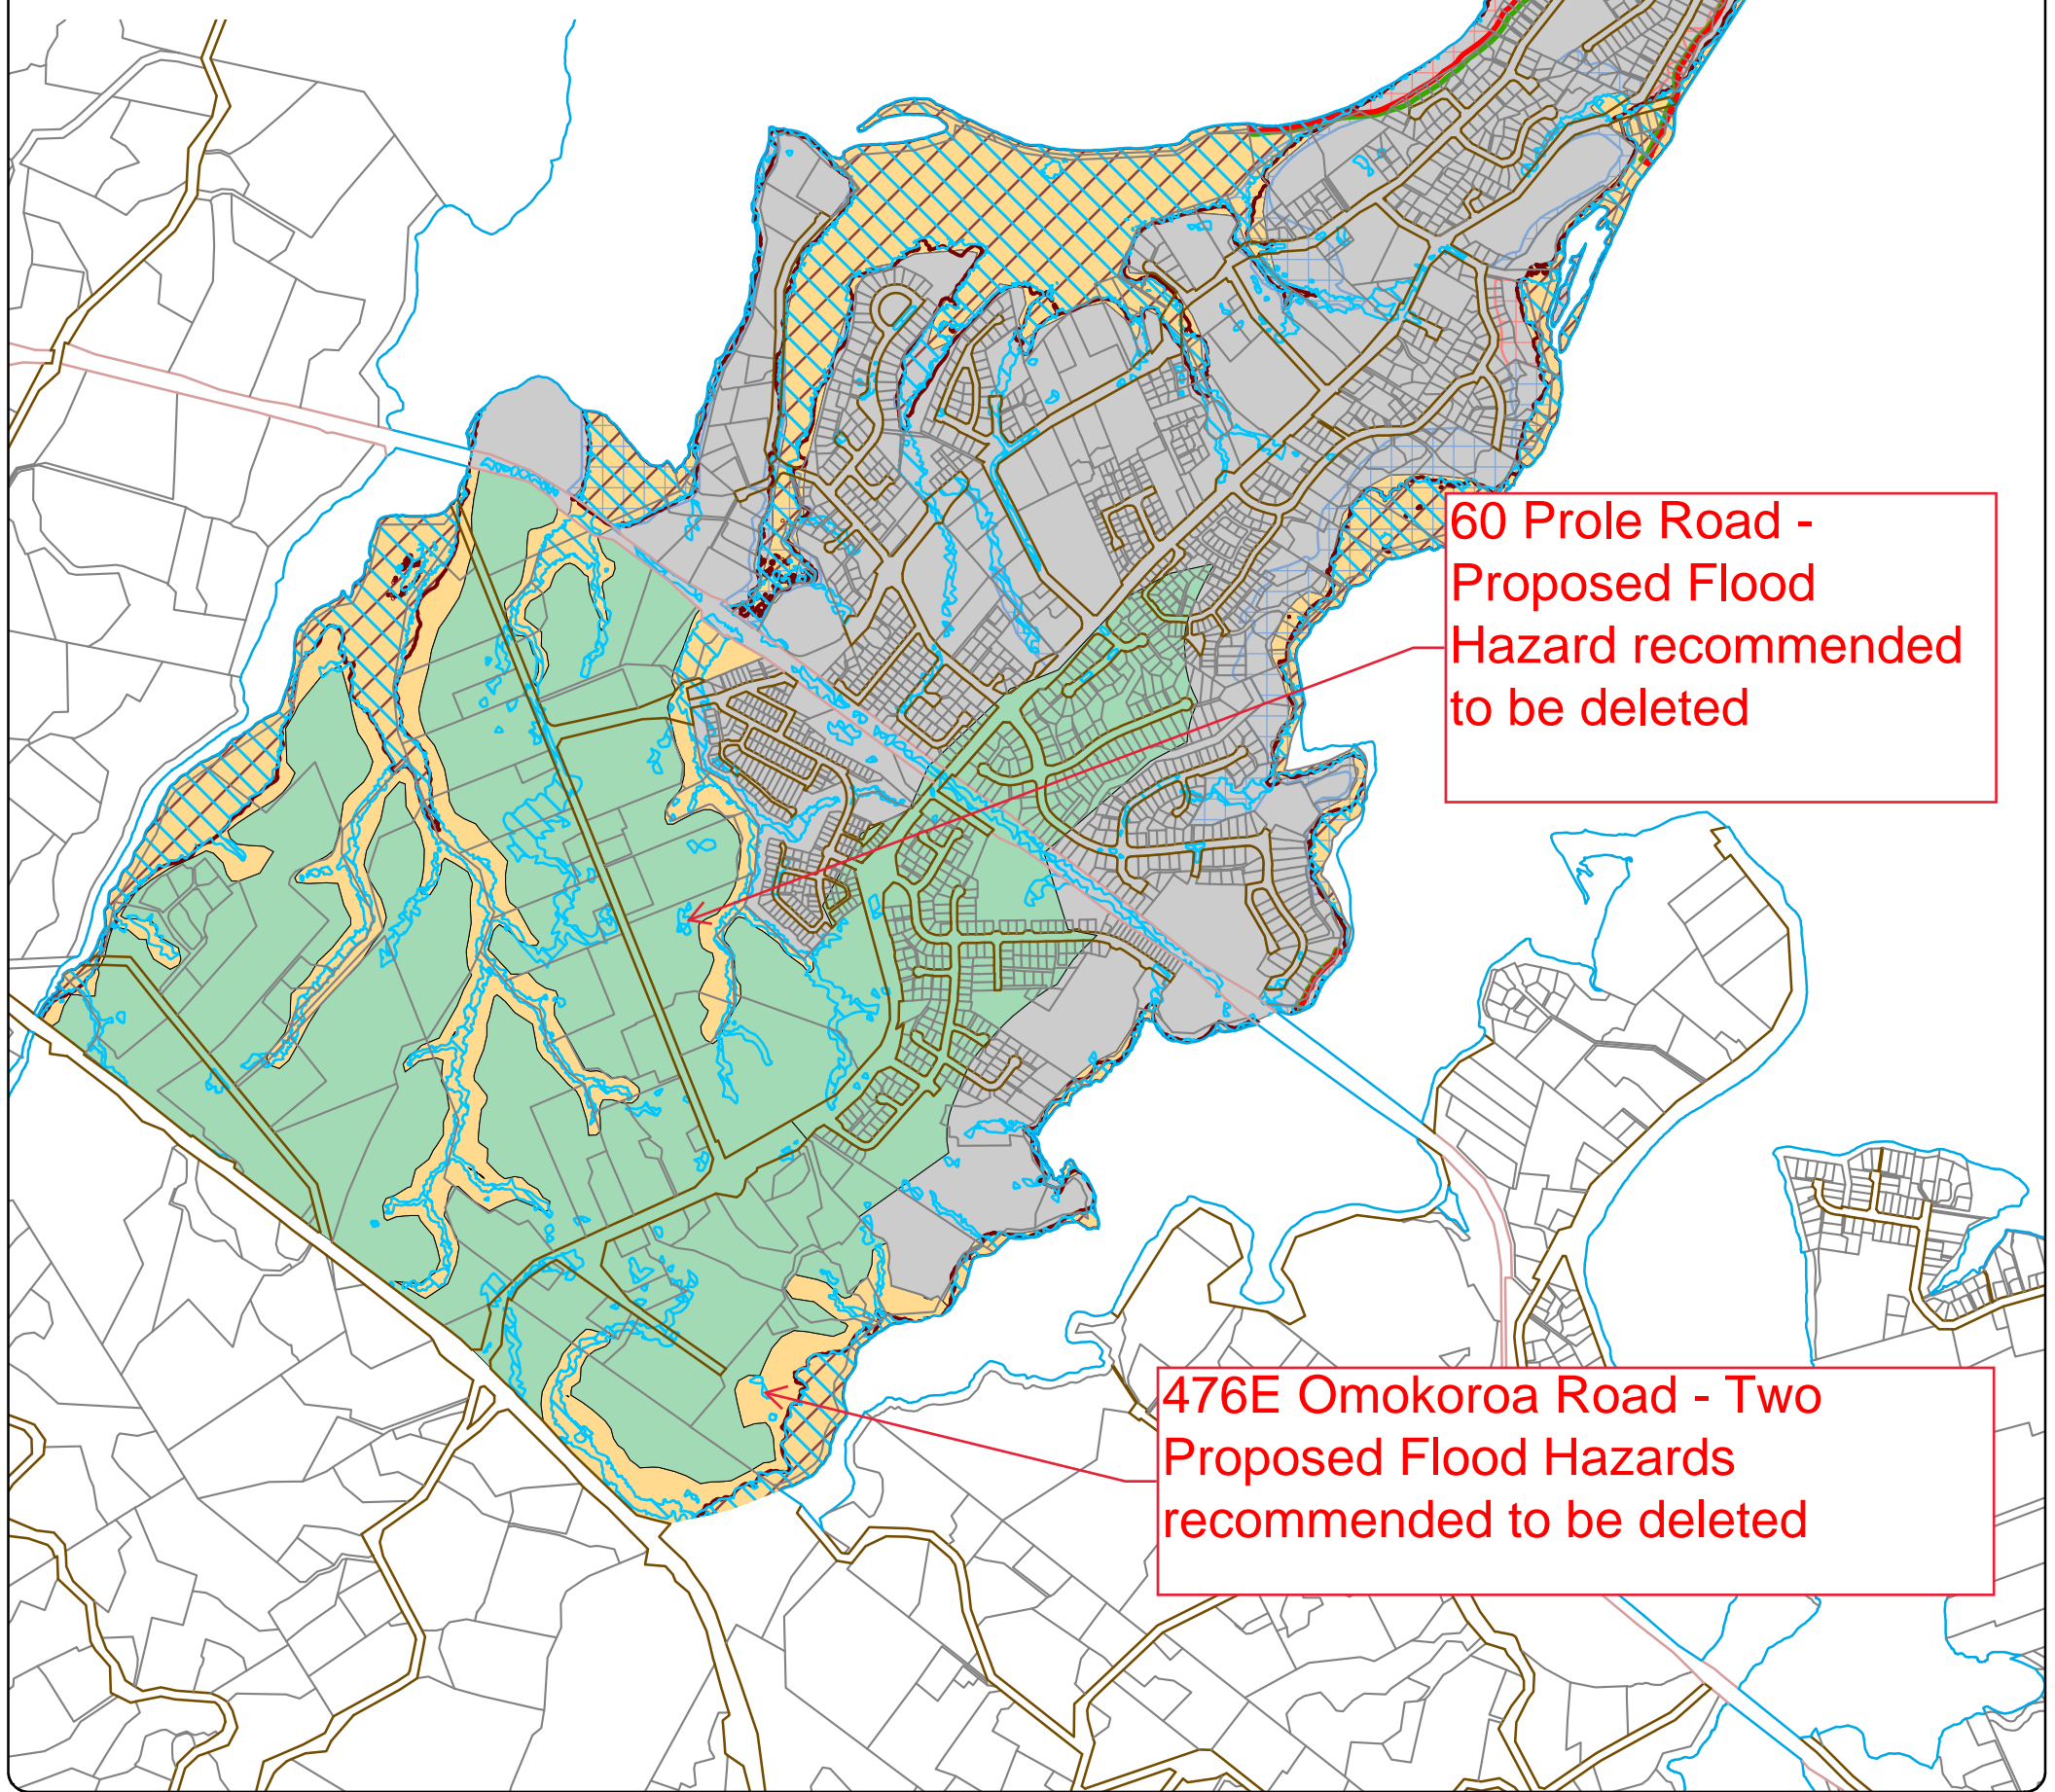 60 Prole Road -
Proposed Flood
Hazard recommended
to be deleted
476E Omokoroa Road - Two
Proposed Flood Hazards
recommended to be deleted